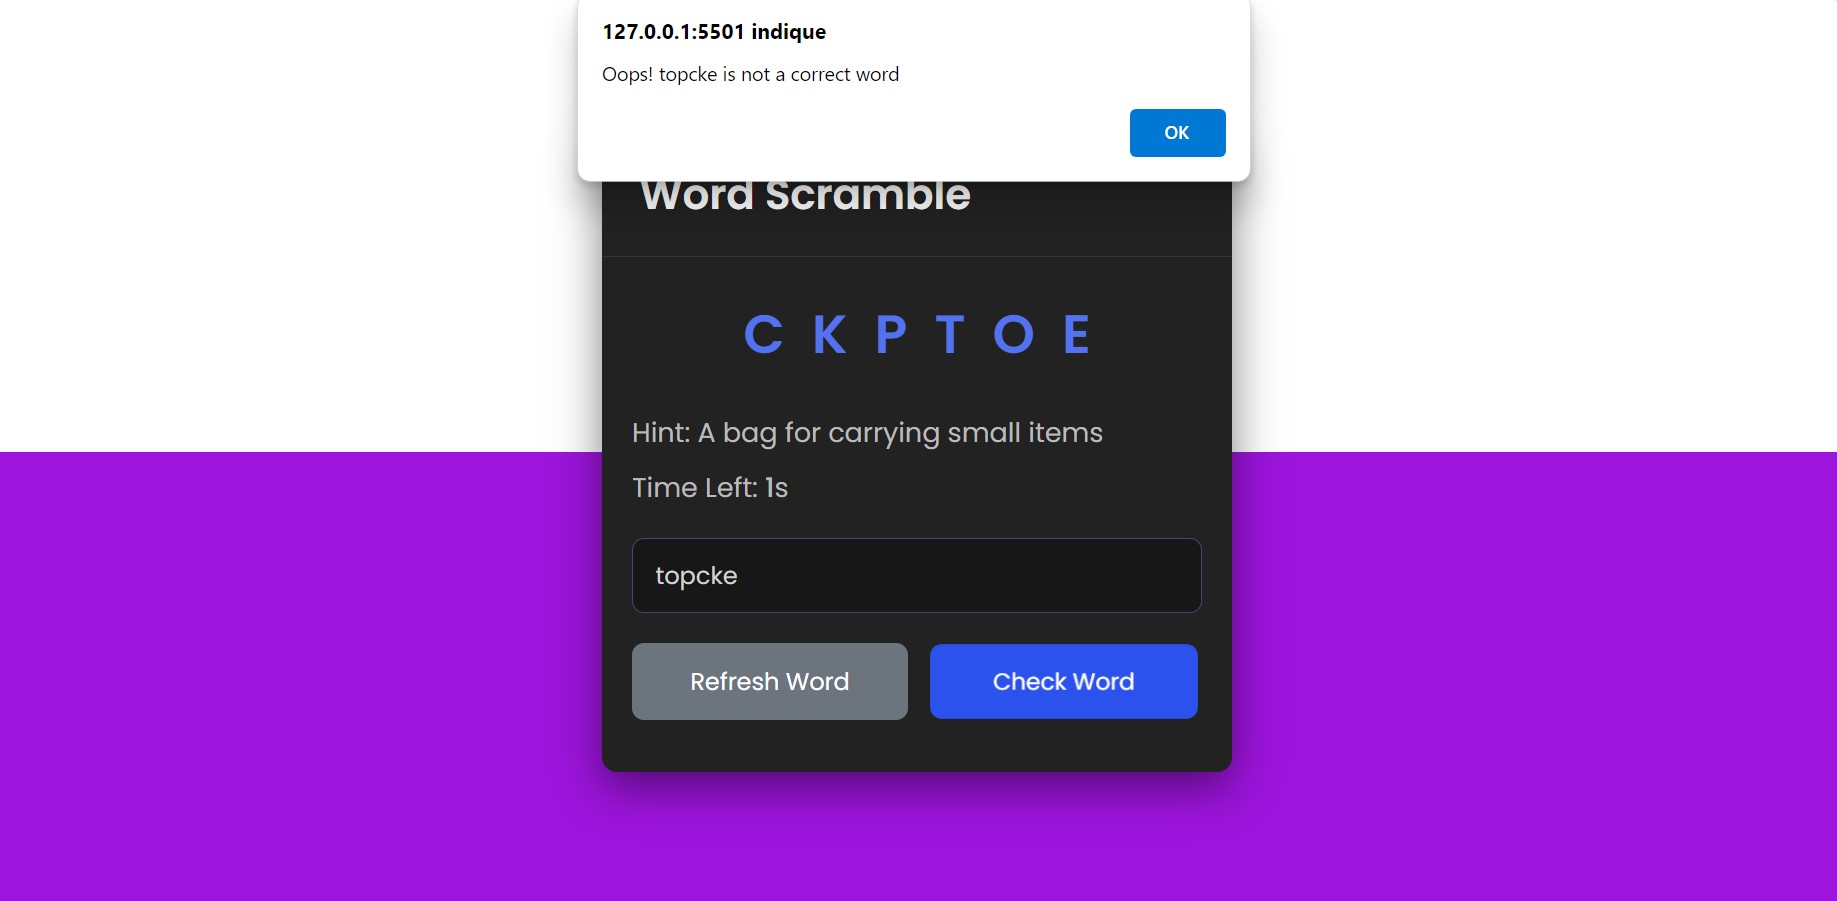 127.0.0.1:5501 indique
Oops! topcke is not a correct word
OK
Word Scramble
C K P T O E
Hint: A bag for carrying small items
Time Left: 1s
topcke
Refresh Word
Check Word